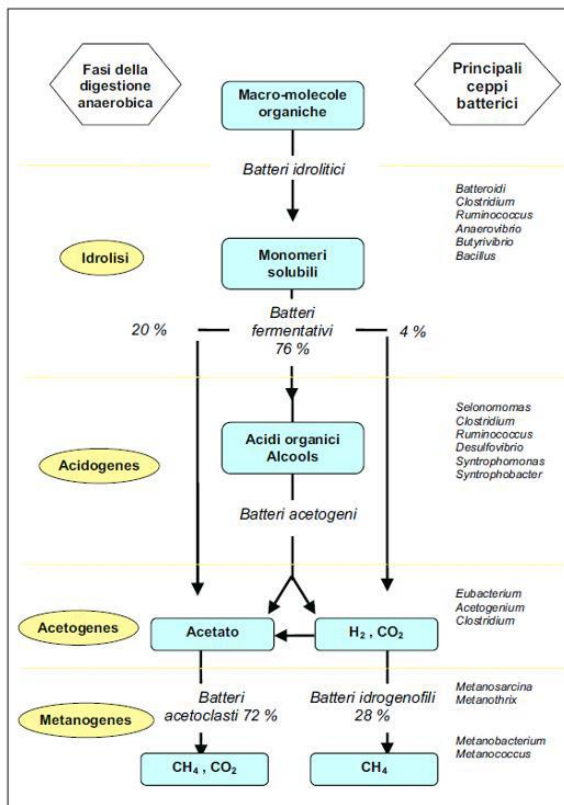 Fasi della
digestione
anaerobica
Principali
ceppi
batterici
Macro-molecole
organiche
Batteri idrolitici
Batteroidi
Clostridium
Ruminococcus
Anaerovibrio
Butyrivibrio
Bacillus
Idrolisi
Monomeri
solubili
20 %
Batteri
fermentativi
76 %
4 %
Selonomomas
Clostridium
Ruminococcus
Desulfovibrio
Syntrophomonas
Syntrophobacter
Acidogenes
Acidi organici
Alcools
Batteri acetogeni
Eubacterium
Acetogenium
Clostridium
Acetogenes
Acetato
H₂ , CO₂
Metanogenes
Batteri
acetoclasti 72 %
Batteri idrogenofili
28 %
Metanosarcina
Metanothrix
Metanobacterium
Metanococcus
CH₄ , CO₂
CH₄